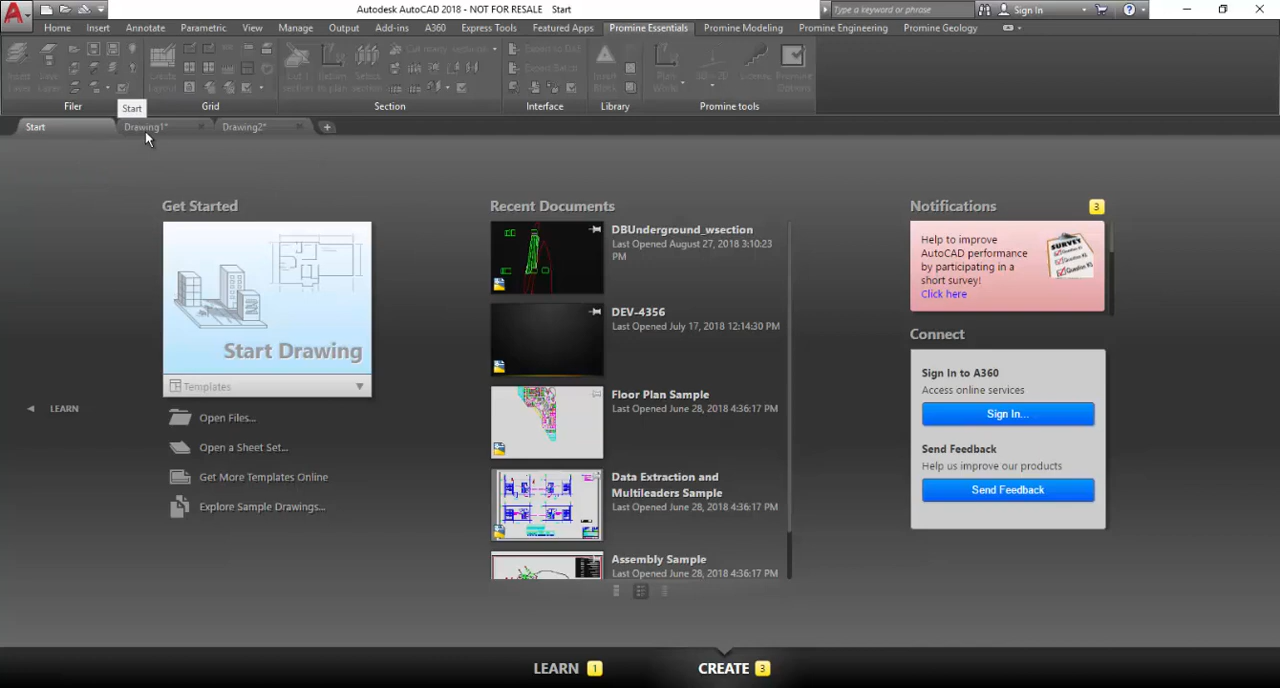 Autodesk AutoCAD 2018 - NOT FOR RESALE Start
Type a keyword or phrase
Sign In
Home Insert Annotate Parametric View Manage Output Add-ins A360 Express Tools Featured Apps Promine Essentials Promine Modeling Promine Engineering Promine Geology
Filer Grid Section Interface Library Promine tools
Start
Start Drawing1* Drawing2*
Get Started
Start Drawing
Templates
Open Files...
Open a Sheet Set...
Get More Templates Online
Explore Sample Drawings...
LEARN
Recent Documents
DBUnderground_wsection
Last Opened August 27, 2018 3:10:23
PM
DEV-4356
Last Opened July 17, 2018 12:14:30 PM
Floor Plan Sample
Last Opened June 28, 2018 4:36:17 PM
Data Extraction and
Multileaders Sample
Last Opened June 28, 2018 4:36:17 PM
Assembly Sample
Last Opened June 28, 2018 4:36:17 PM
Notifications 3
Help to improve
AutoCAD performance
by participating in a
short survey!
Click here
SURVEY
Connect
Sign In to A360
Access online services
Sign In...
Send Feedback
Help us improve our products
Send Feedback
LEARN 1 CREATE 3